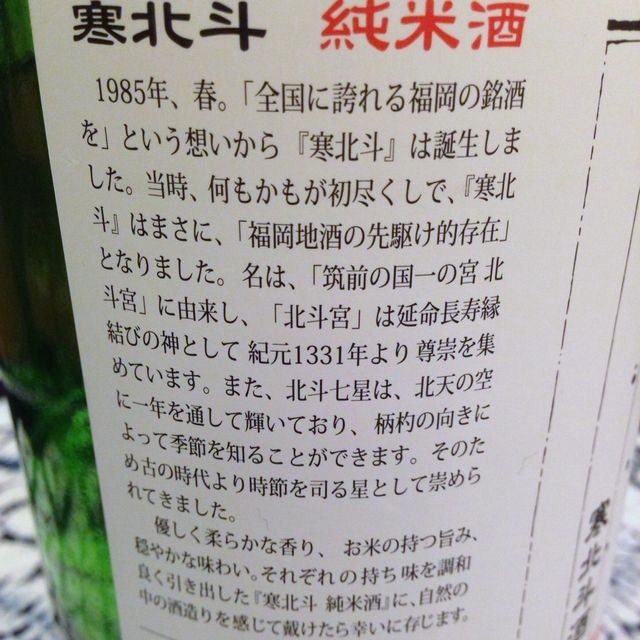 寒北斗 純米酒
1985年、春。「全国に誇れる福岡の銘酒
を」という想いから『寒北斗』は誕生しま
した。当時、何もかもが初尽くしで、『寒北
斗』はまさに、「福岡地酒の先駆け的存在」
となりました。名は、「筑前の国一の宮 北
斗宮」に由来し、「北斗宮」は延命長寿縁
結びの神として 紀元1331年より 尊崇を集
めています。また、北斗七星は、北天の空
に一年を通して輝いており、柄杓の向きに
よって季節を知ることができます。そのた
め古の時代より時節を司る星として崇めら
れてきました。
優しく柔らかな香り、お米の持つ旨み、
穏やかな味わい。それぞれの持ち味を調和
良く引き出した『寒北斗 純米酒』に、自然の
中の酒造りを感じて戴けたら幸いに存じます。
寒北斗酒